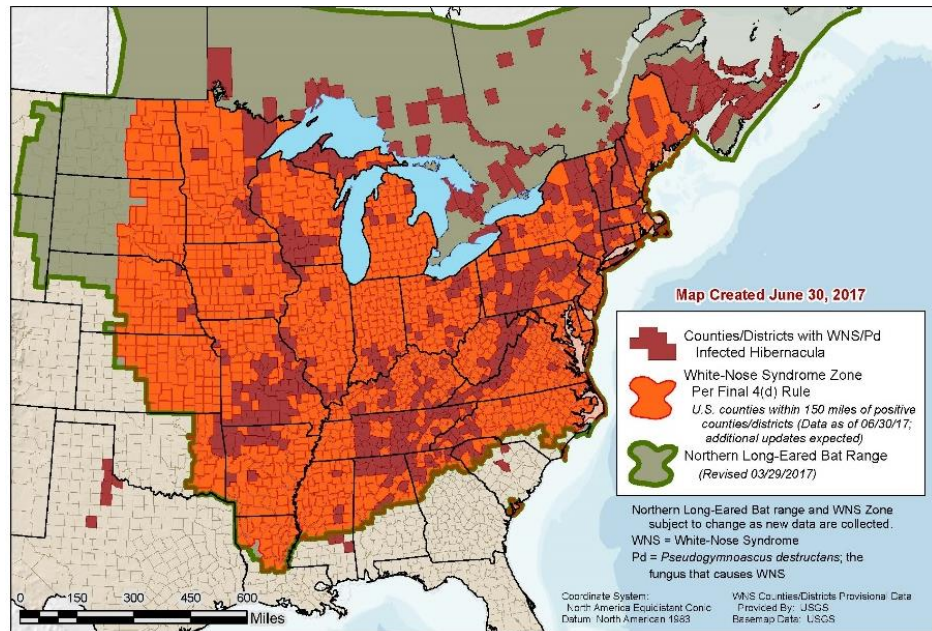 Map Created June 30, 2017
Counties/Districts with WNS/Pd
Infected Hibernacula
White-Nose Syndrome Zone
Per Final 4(d) Rule
U.S. counties within 150 miles of positive
counties/districts (Data as of 06/30/17;
additional updates expected)
Northern Long-Eared Bat Range
(Revised 03/29/2017)
Northern Long-Eared Bat range and WNS Zone
subject to change as new data are collected.
WNS = White-Nose Syndrome
Pd = Pseudogymnoascus destructans; the
fungus that causes WNS
0 75 150 300 450 600
Miles
Coordinate System:
North America Equidistant Conic
Datum: North American 1983
WNS Counties/Districts Provisional Data
Provided By: USGS
Basemap Data: USGS